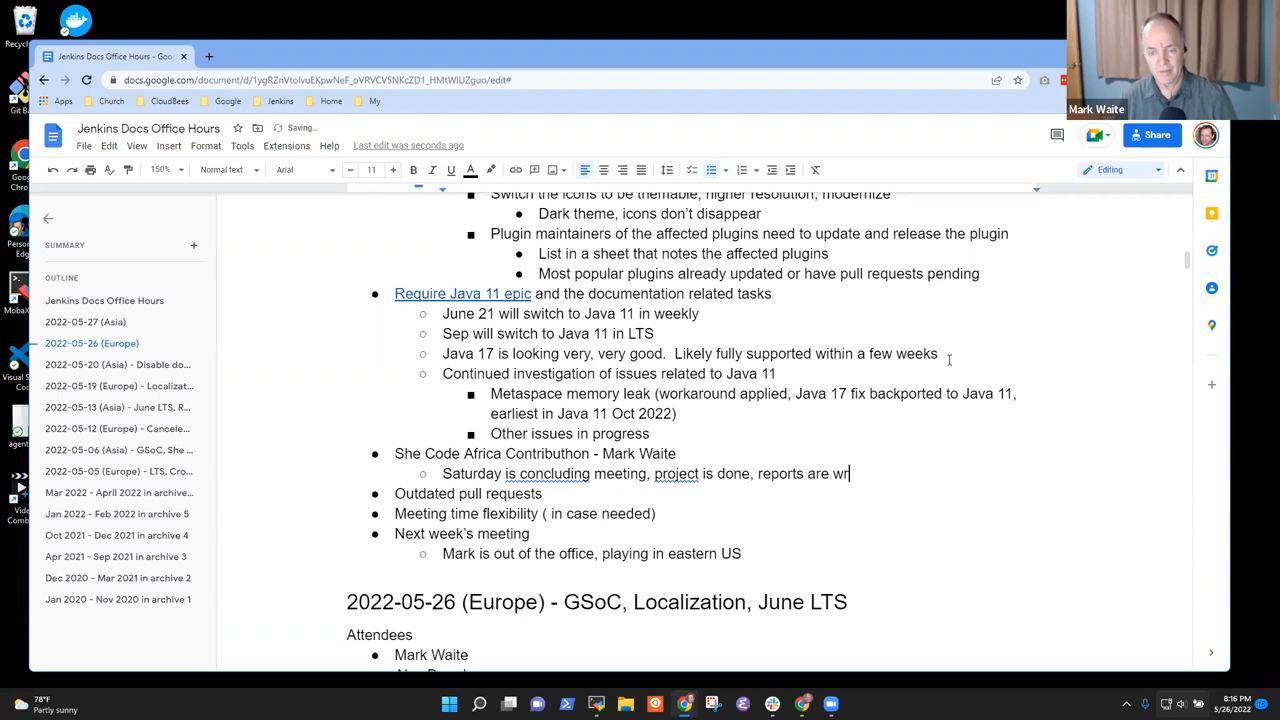 Jenkins Docs Office Hours - Goo
docs.google.com/document/d/1ygRZnVtoIvuEKpwNeF_oVRVCV5NKcZD1_HMtWlUZguo/edit#
Apps Church CloudBees Google Jenkins Home My
Mark Waite
Jenkins Docs Office Hours Saving...
File Edit View Insert Format Tools Extensions Help Last edit was seconds ago
Share
150% Normal text Arial 11 Editing
SUMMARY
OUTLINE
Jenkins Docs Office Hours
2022-05-27 (Asia)
2022-05-26 (Europe)
2022-05-20 (Asia) - Disable do...
2022-05-19 (Europe) - Localizat...
2022-05-13 (Asia) - June LTS, R...
2022-05-12 (Europe) - Cancele...
2022-05-06 (Asia) - GSoC, She ...
2022-05-05 (Europe) - LTS, Cro...
Mar 2022 - April 2022 in archive...
Jan 2022 - Feb 2022 in archive 5
Oct 2021 - Dec 2021 in archive 4
Apr 2021 - Sep 2021 in archive 3
Dec 2020 - Mar 2021 in archive 2
Jan 2020 - Nov 2020 in archive 1
Switch the icons to be themable, higher resolution, modernize
Dark theme, icons don't disappear
Plugin maintainers of the affected plugins need to update and release the plugin
List in a sheet that notes the affected plugins
Most popular plugins already updated or have pull requests pending
Require Java 11 epic and the documentation related tasks
June 21 will switch to Java 11 in weekly
Sep will switch to Java 11 in LTS
Java 17 is looking very, very good. Likely fully supported within a few weeks
Continued investigation of issues related to Java 11
Metaspace memory leak (workaround applied, Java 17 fix backported to Java 11,
earliest in Java 11 Oct 2022)
Other issues in progress
She Code Africa Contributhon - Mark Waite
Saturday is concluding meeting, project is done, reports are wr
Outdated pull requests
Meeting time flexibility ( in case needed)
Next week's meeting
Mark is out of the office, playing in eastern US
2022-05-26 (Europe) - GSoC, Localization, June LTS
Attendees
Mark Waite
78°F
Partly sunny
8:16 PM
5/26/2022